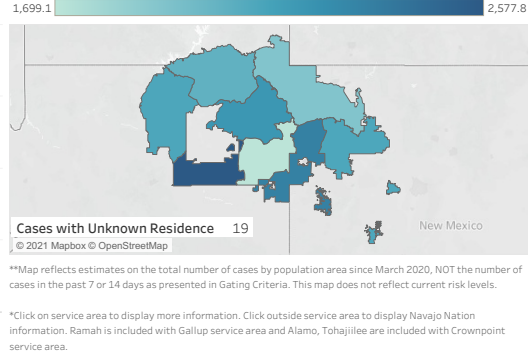 1,699.1 2,577.8
Cases with Unknown Residence 19
New Mexico
© 2021 Mapbox © OpenStreetMap
**Map reflects estimates on the total number of cases by population area since March 2020, NOT the number of
cases in the past 7 or 14 days as presented in Gating Criteria. This map does not reflect current risk levels.
*Click on service area to display more information. Click outside service area to display Navajo Nation
information. Ramah is included with Gallup service area and Alamo, Tohajiilee are included with Crownpoint
service area.